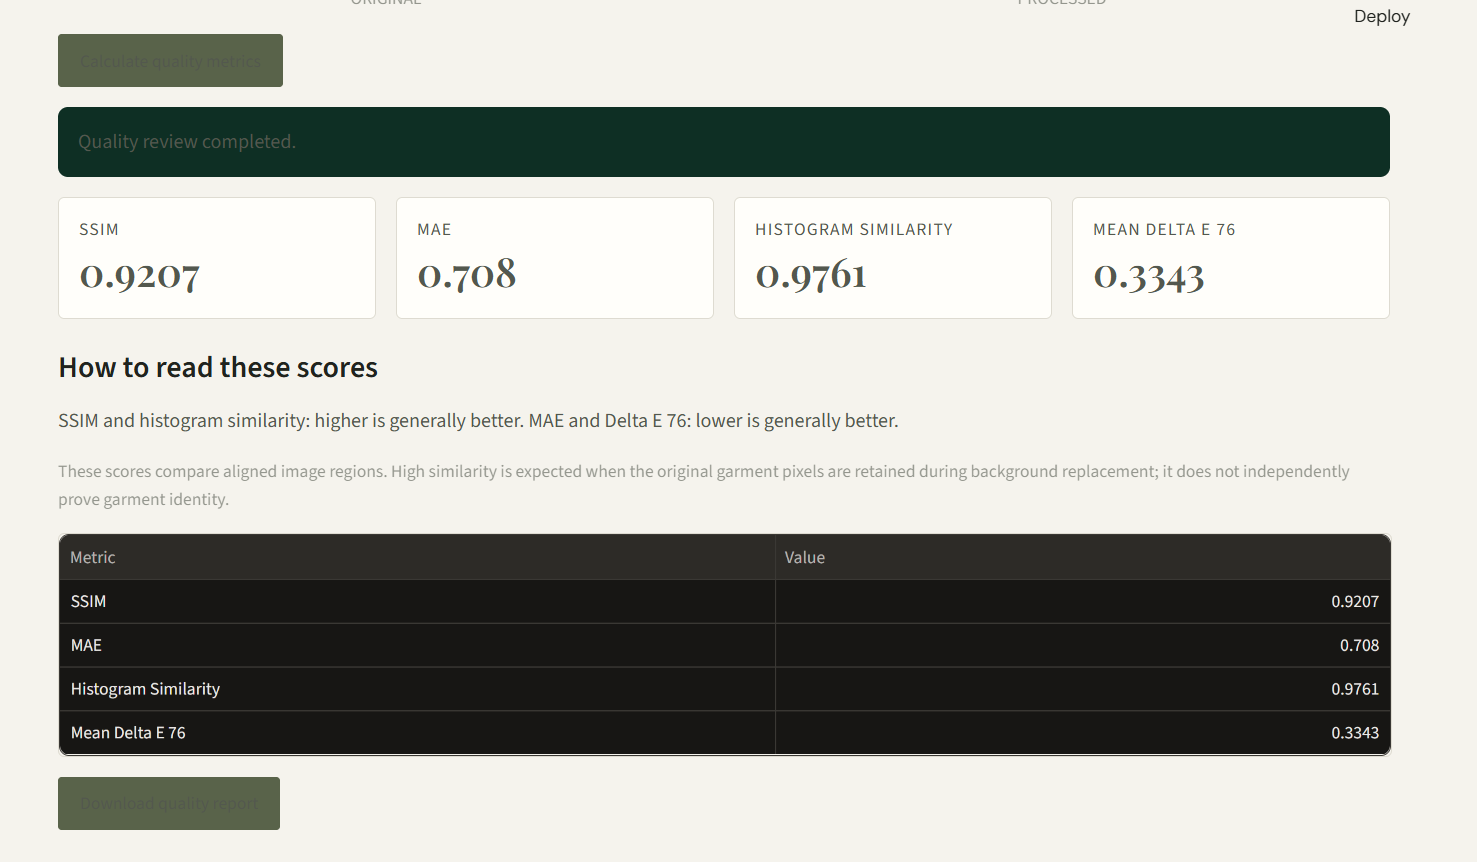 ORIGINAL
PROCESSED
Deploy
Calculate quality metrics
Quality review completed.
SSIM
0.9207
MAE
0.708
HISTOGRAM SIMILARITY
0.9761
MEAN DELTA E 76
0.3343
How to read these scores
SSIM and histogram similarity: higher is generally better. MAE and Delta E 76: lower is generally better.
These scores compare aligned image regions. High similarity is expected when the original garment pixels are retained during background replacement; it does not independently
prove garment identity.
Metric Value
SSIM 0.9207
MAE 0.708
Histogram Similarity 0.9761
Mean Delta E 76 0.3343
Download quality report